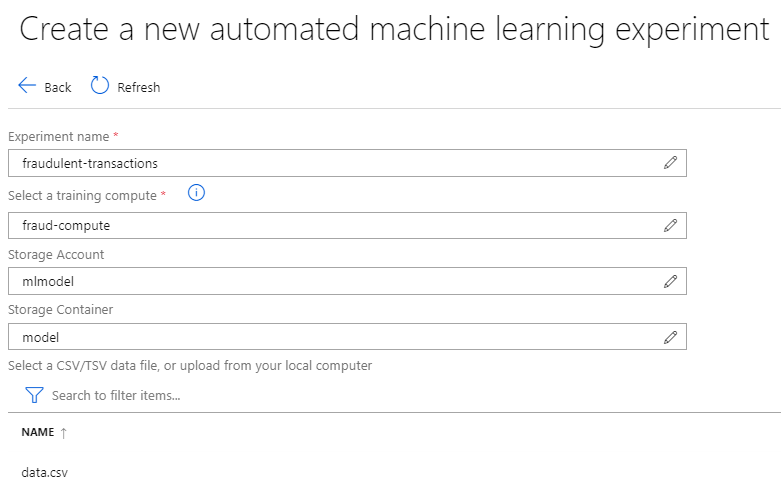 Create a new automated machine learning experiment
Back Refresh
Experiment name *
fraudulent-transactions
Select a training compute *
fraud-compute
Storage Account
mlmodel
Storage Container
model
Select a CSV/TSV data file, or upload from your local computer
Search to filter items...
NAME ↑
data.csv